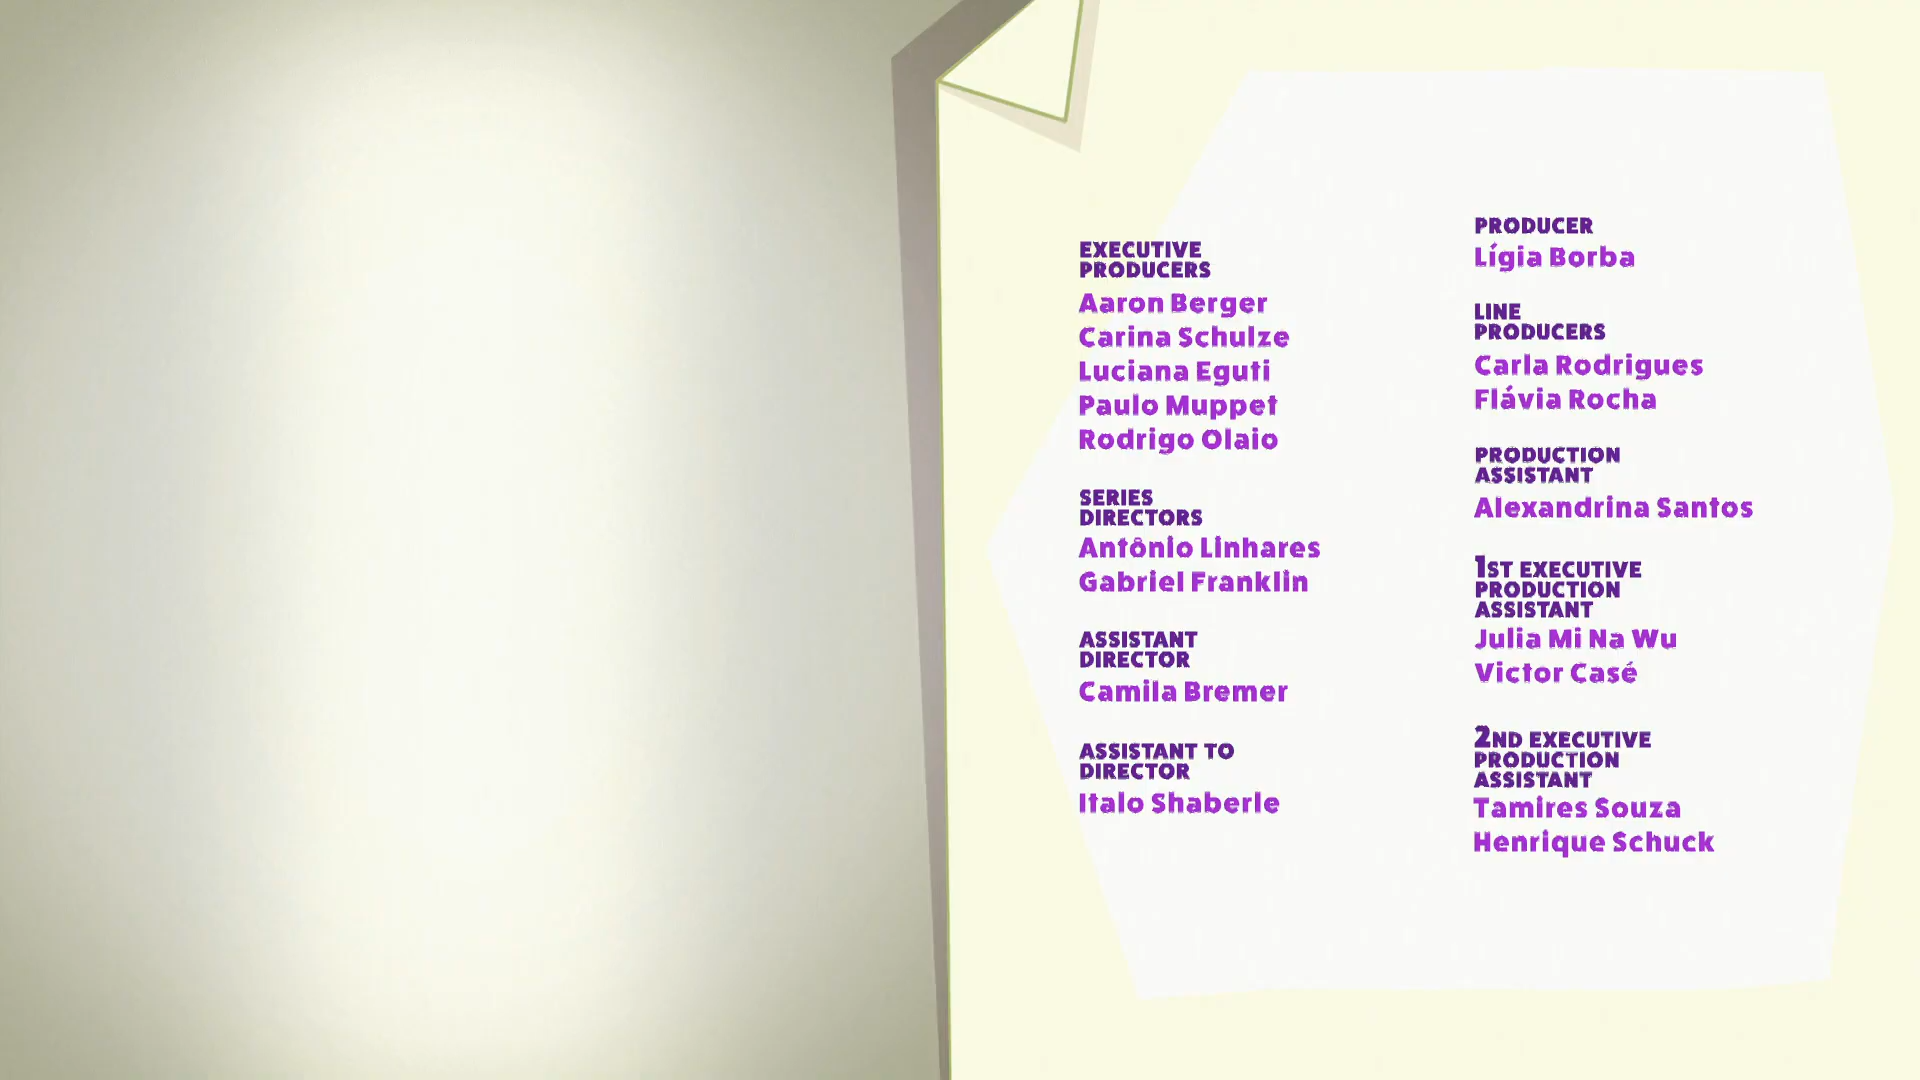 EXECUTIVE
PRODUCERS
Aaron Berger
Carina Schulze
Luciana Eguti
Paulo Muppet
Rodrigo Olaio
SERIES
DIRECTORS
Antônio Linhares
Gabriel Franklin
ASSISTANT
DIRECTOR
Camila Bremer
ASSISTANT TO
DIRECTOR
Italo Shaberle
PRODUCER
Lígia Borba
LINE
PRODUCERS
Carla Rodrigues
Flávia Rocha
PRODUCTION
ASSISTANT
Alexandrina Santos
1ST EXECUTIVE
PRODUCTION
ASSISTANT
Julia Mi Na Wu
Victor Casé
2ND EXECUTIVE
PRODUCTION
ASSISTANT
Tamires Souza
Henrique Schuck